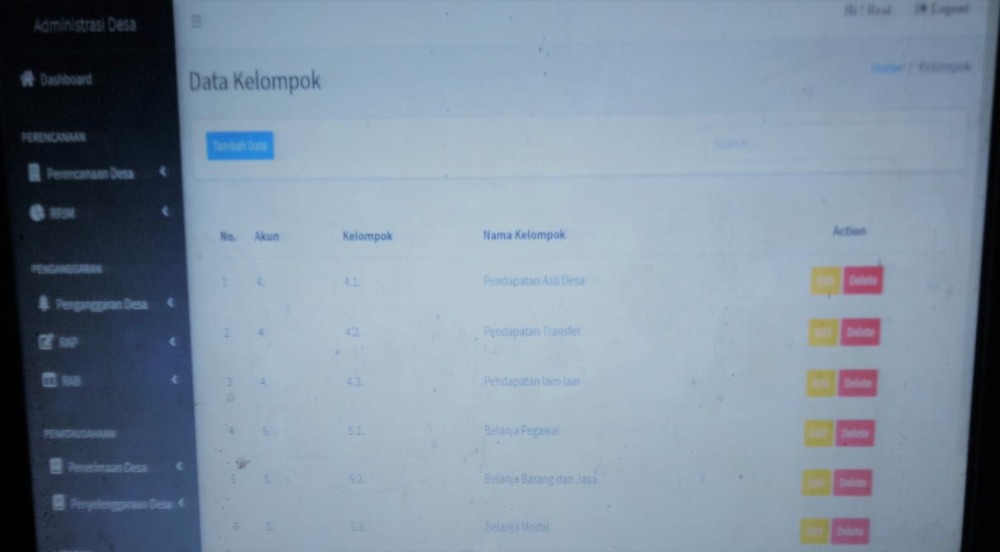 Administrasi Desa
Hi ! Real Logout
Dashboard
Data Kelompok
Home / Kelompok
PERENCANAAN
Tambah Data
Search...
Perencanaan Desa
RPJM
No. Akun Kelompok Nama Kelompok Action
PENGANGGARAN
1 4. 4.1. Pendapatan Asli Desa Edit Delete
Penganggaran Desa
2 4. 4.2. Pendapatan Transfer Edit Delete
RAP
3 4. 4.3. Pendapatan lain-lain Edit Delete
RAB
4 5. 5.1. Belanja Pegawai Edit Delete
PENATAUSAHAAN
Penerimaan Desa
5 5. 5.2. Belanja Barang dan Jasa Edit Delete
Penyelenggaraan Desa
6 5. 5.3. Belanja Modal Edit Delete